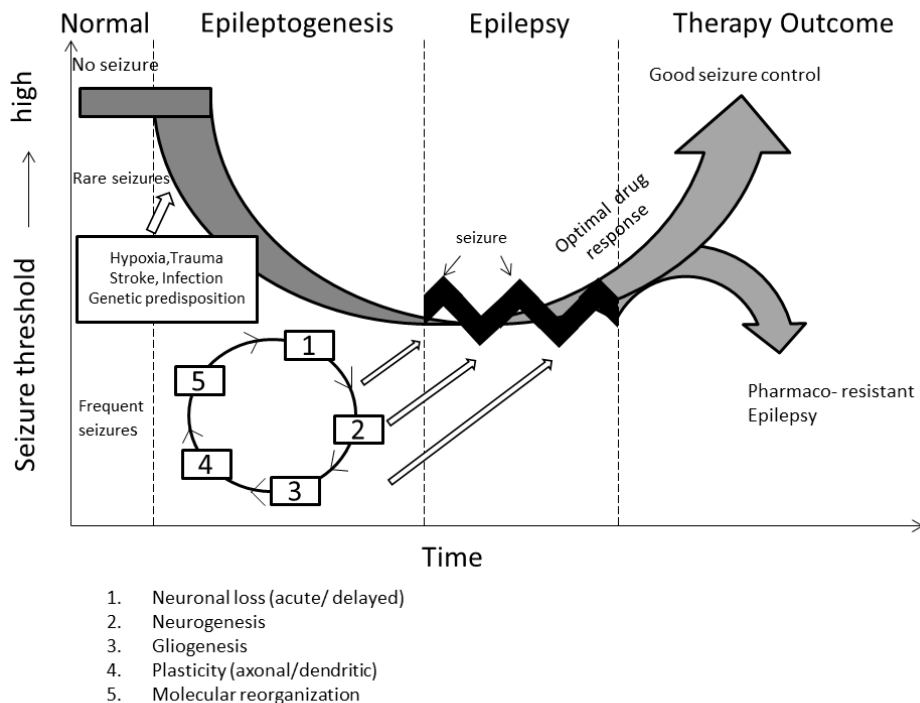 Normal
Epileptogenesis
Epilepsy
Therapy Outcome
No seizure
Good seizure control
high
Rare seizures
Optimal drug
response
seizure
Hypoxia,Trauma
Stroke, Infection
Genetic predisposition
Seizure threshold
1
5
2
Frequent
seizures
4
3
Pharmaco- resistant
Epilepsy
Time
1. Neuronal loss (acute/ delayed)
2. Neurogenesis
3. Gliogenesis
4. Plasticity (axonal/dendritic)
5. Molecular reorganization